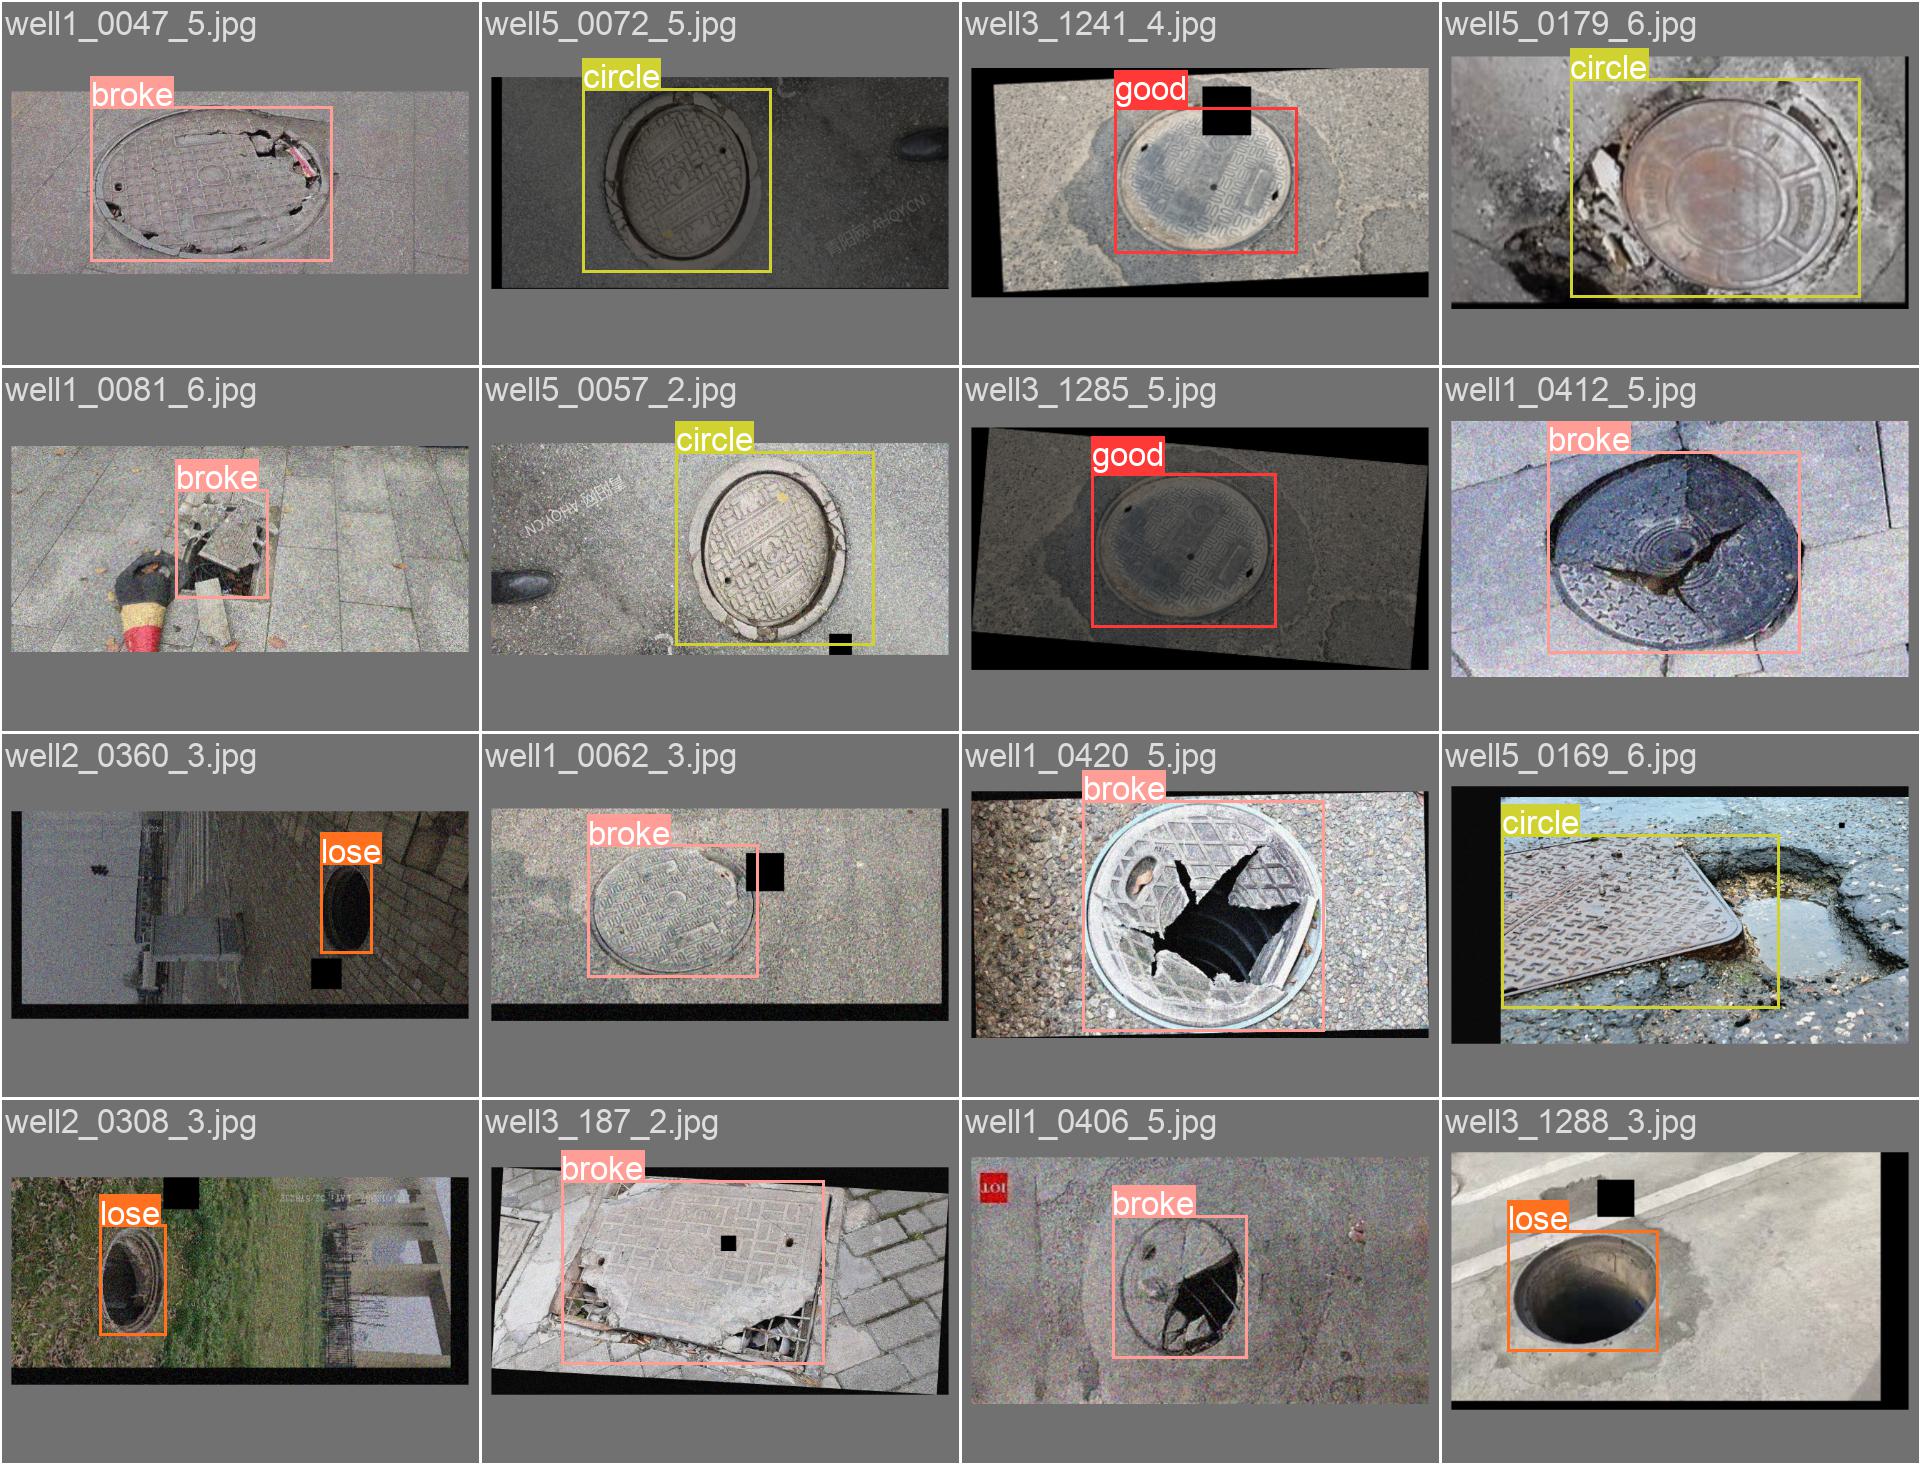 well1_0047_5.jpg
broke
well5_0072_5.jpg
circle
well3_1241_4.jpg
good
well5_0179_6.jpg
circle
well1_0081_6.jpg
broke
well5_0057_2.jpg
circle
AHQY.CN
well3_1285_5.jpg
good
well1_0412_5.jpg
broke
well2_0360_3.jpg
lose
well1_0062_3.jpg
broke
well1_0420_5.jpg
broke
well5_0169_6.jpg
circle
well2_0308_3.jpg
lose
well3_187_2.jpg
broke
well1_0406_5.jpg
broke
well3_1288_3.jpg
lose